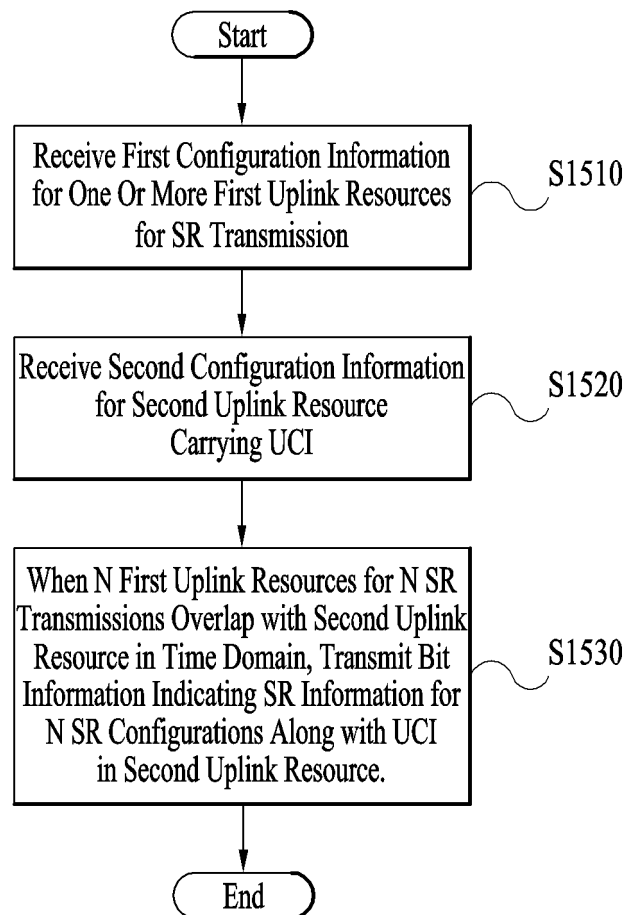 Start
Receive First Configuration Information
for One Or More First Uplink Resources
for SR Transmission
S1510
Receive Second Configuration Information
for Second Uplink Resource
Carrying UCI
S1520
When N First Uplink Resources for N SR
Transmissions Overlap with Second Uplink
Resource in Time Domain, Transmit Bit
Information Indicating SR Information for
N SR Configurations Along with UCI
in Second Uplink Resource.
S1530
End